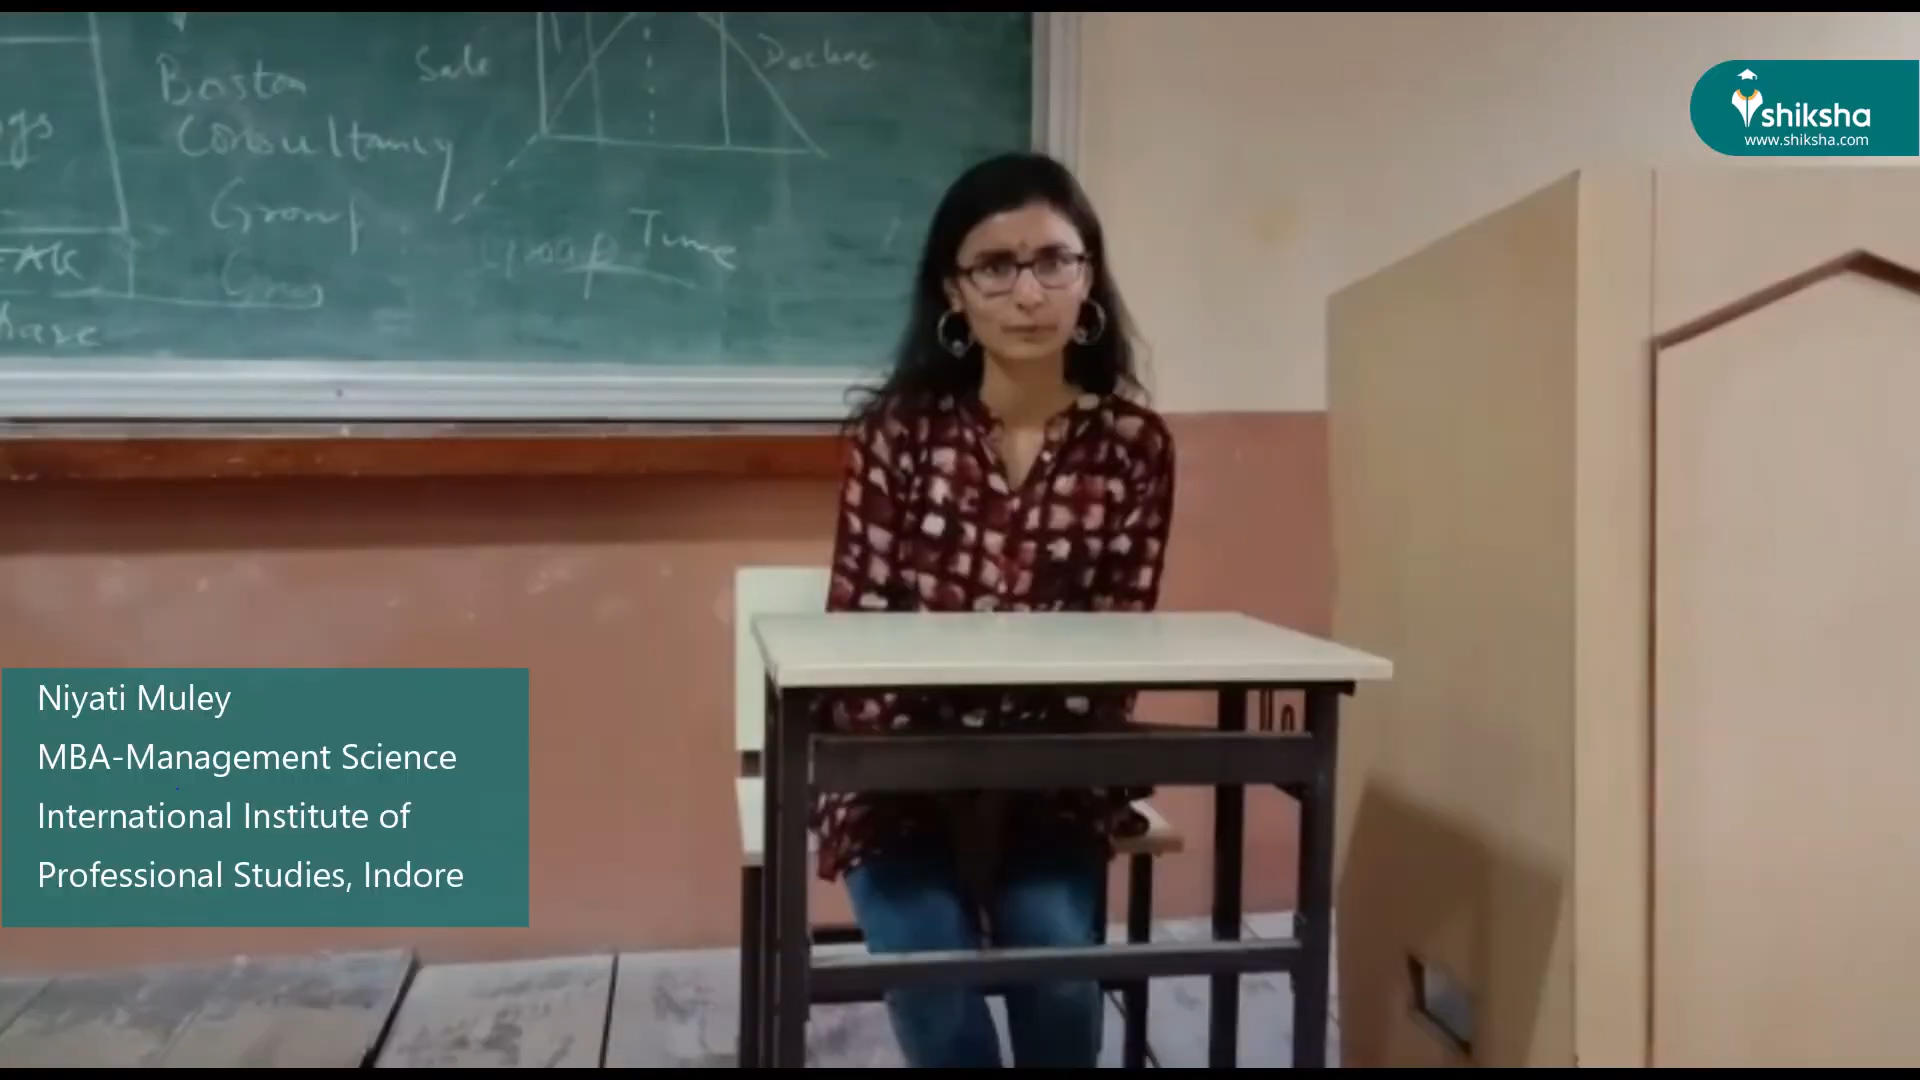 Boston
Consultancy
Group
Sale
Decline
Time
Group
shiksha
www.shiksha.com
Niyati Muley
MBA-Management Science
International Institute of
Professional Studies, Indore